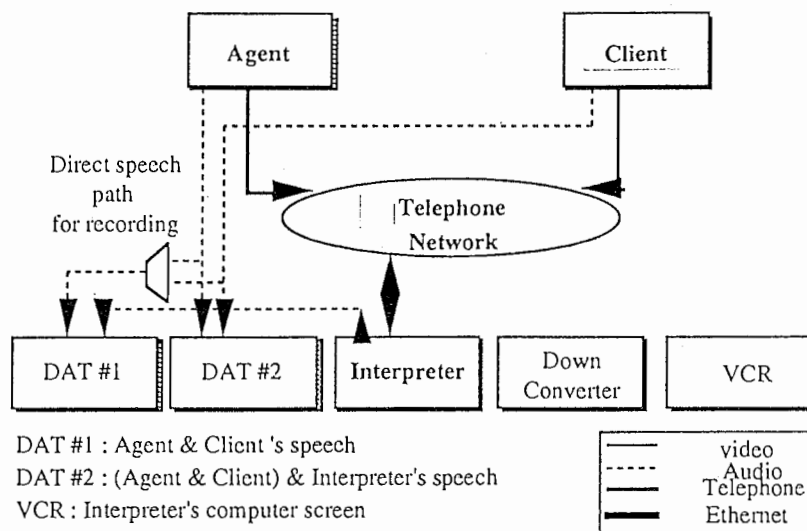 Agent
Client
Direct speech
path
for recording
Telephone
Network
DAT #1
DAT #2
Interpreter
Down
Converter
VCR
DAT #1 : Agent & Client 's speech
DAT #2 : (Agent & Client) & Interpreter's speech
VCR : Interpreter's computer screen
video
Audio
Telephone
Ethernet